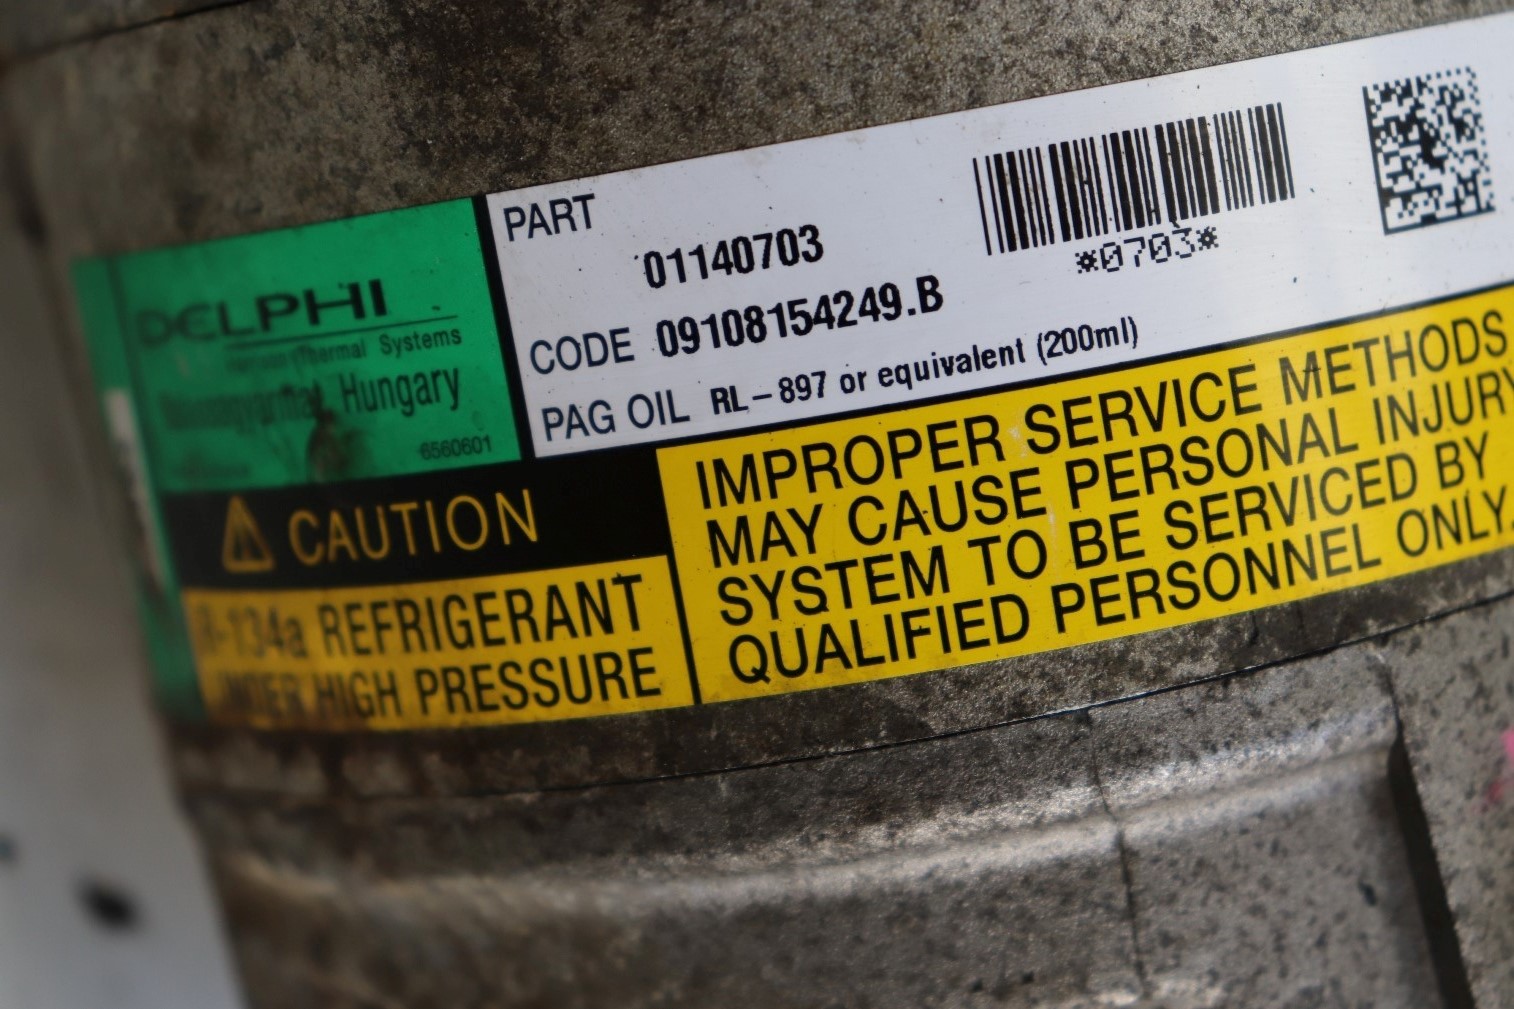 DELPHI
Thermal Systems
Hungary
6560601
PART
01140703
*0703*
CODE 09108154249.B
PAG OIL RL-897 or equivalent (200ml)
CAUTION
R-134a REFRIGERANT
UNDER HIGH PRESSURE
IMPROPER SERVICE METHODS
MAY CAUSE PERSONAL INJURY
SYSTEM TO BE SERVICED BY
QUALIFIED PERSONNEL ONLY.